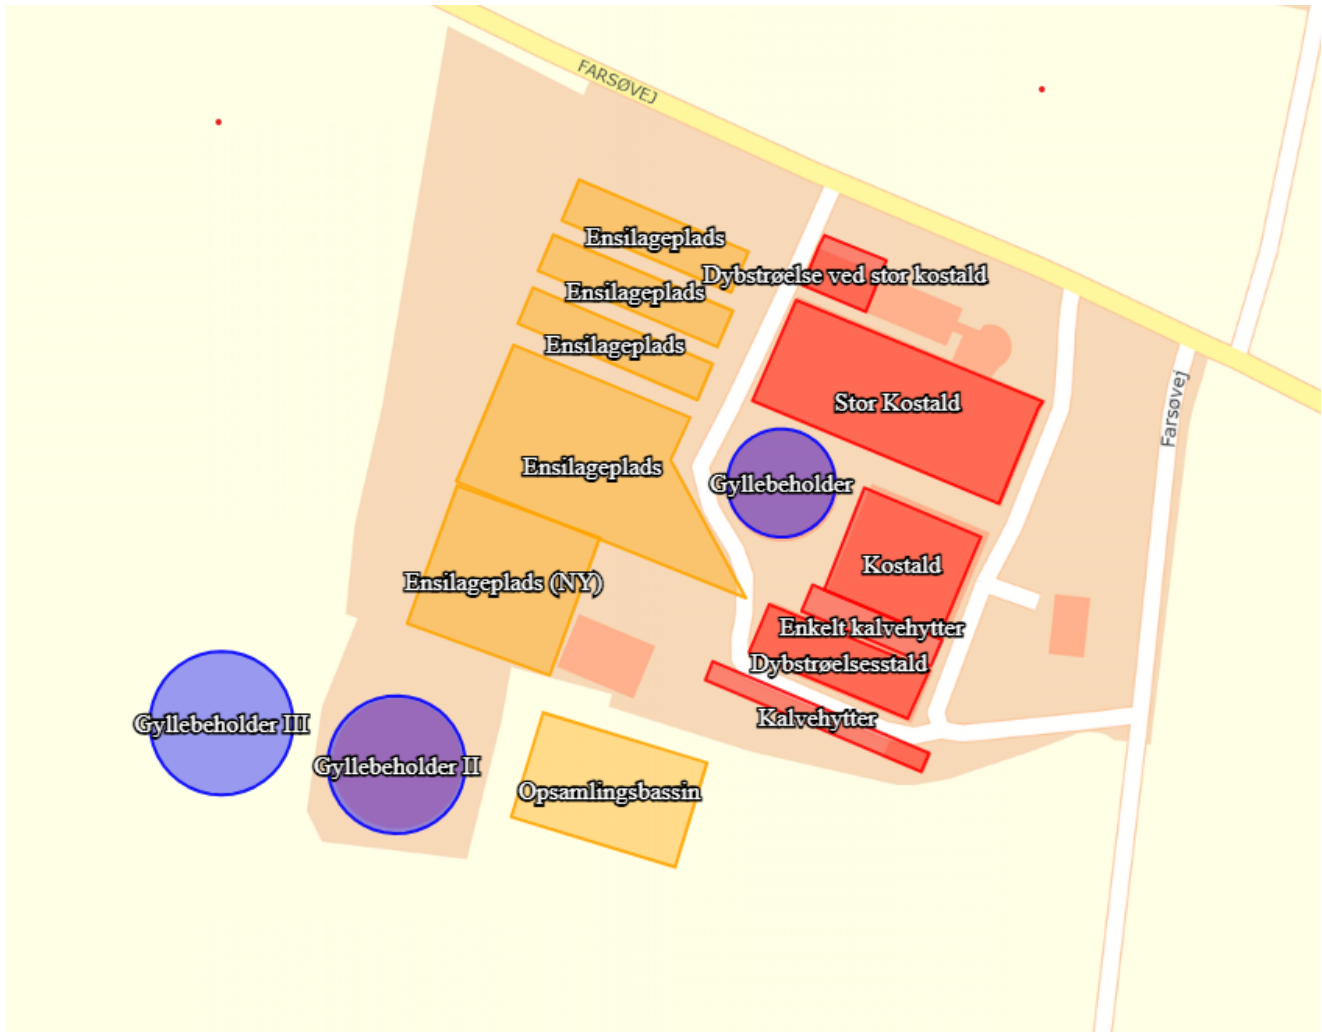 FARSØVEJ
Ensilageplads
Dybstrøelse ved stor kostald
Ensilageplads
Ensilageplads
Stor Kostald
Farsøvej
Ensilageplads
Gyllebeholder
Kostald
Ensilageplads (NY)
Enkelt kalvehytter
Dybstrøelsesstald
Kalvehytter
Gyllebeholder III
Gyllebeholder II
Opsamlingsbassin